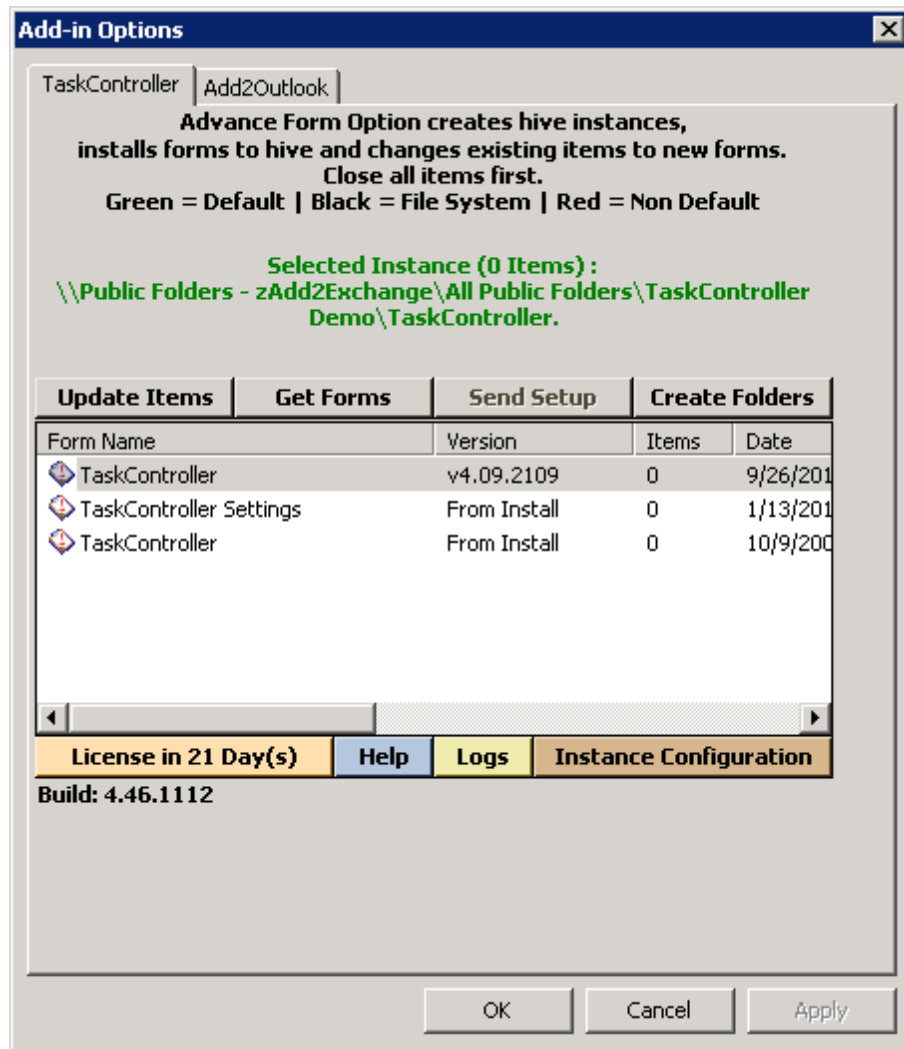 Add-in Options
TaskController Add2Outlook
Advance Form Option creates hive instances,
installs forms to hive and changes existing items to new forms.
Close all items first.
Green = Default | Black = File System | Red = Non Default
Selected Instance (0 Items) :
\\Public Folders - zAdd2Exchange\All Public Folders\TaskController
Demo\TaskController.
Update Items Get Forms Send Setup Create Folders
Form Name Version Items Date
TaskController v4.09.2109 0 9/26/201
TaskController Settings From Install 0 1/13/201
TaskController From Install 0 10/9/200
License in 21 Day(s) Help Logs Instance Configuration
Build: 4.46.1112
OK Cancel Apply